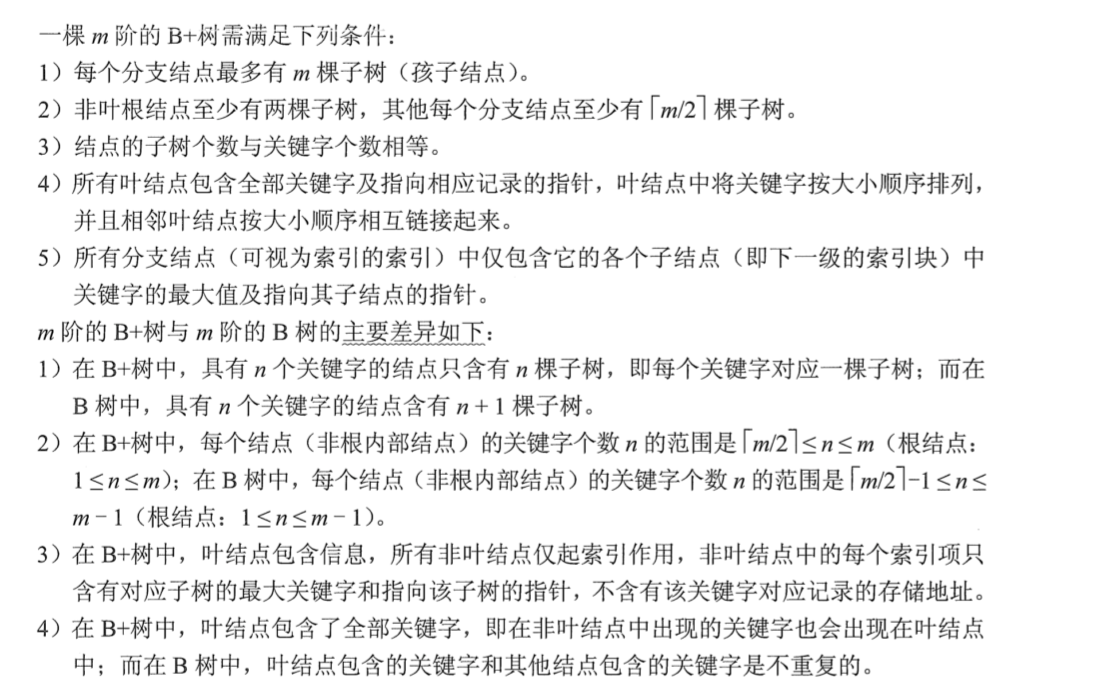 一棵 m 阶的 B+树需满足下列条件：
1）每个分支结点最多有 m 棵子树（孩子结点）。
2）非叶根结点至少有两棵子树，其他每个分支结点至少有⌈m/2⌉棵子树。
3）结点的子树个数与关键字个数相等。
4）所有叶结点包含全部关键字及指向相应记录的指针，叶结点中将关键字按大小顺序排列，
并且相邻叶结点按大小顺序相互链接起来。
5）所有分支结点（可视为索引的索引）中仅包含它的各个子结点（即下一级的索引块）中
关键字的最大值及指向其子结点的指针。
m 阶的 B+树与 m 阶的 B 树的主要差异如下：
1）在 B+树中，具有 n 个关键字的结点只含有 n 棵子树，即每个关键字对应一棵子树；而在
B 树中，具有 n 个关键字的结点含有 n + 1 棵子树。
2）在 B+树中，每个结点（非根内部结点）的关键字个数 n 的范围是⌈m/2⌉≤n≤m（根结点：
1≤n≤m）；在 B 树中，每个结点（非根内部结点）的关键字个数 n 的范围是⌈m/2⌉−1≤n≤
m − 1（根结点：1≤n≤m − 1）。
3）在 B+树中，叶结点包含信息，所有非叶结点仅起索引作用，非叶结点中的每个索引项只
含有对应子树的最大关键字和指向该子树的指针，不含有该关键字对应记录的存储地址。
4）在 B+树中，叶结点包含了全部关键字，即在非叶结点中出现的关键字也会出现在叶结点
中；而在 B 树中，叶结点包含的关键字和其他结点包含的关键字是不重复的。